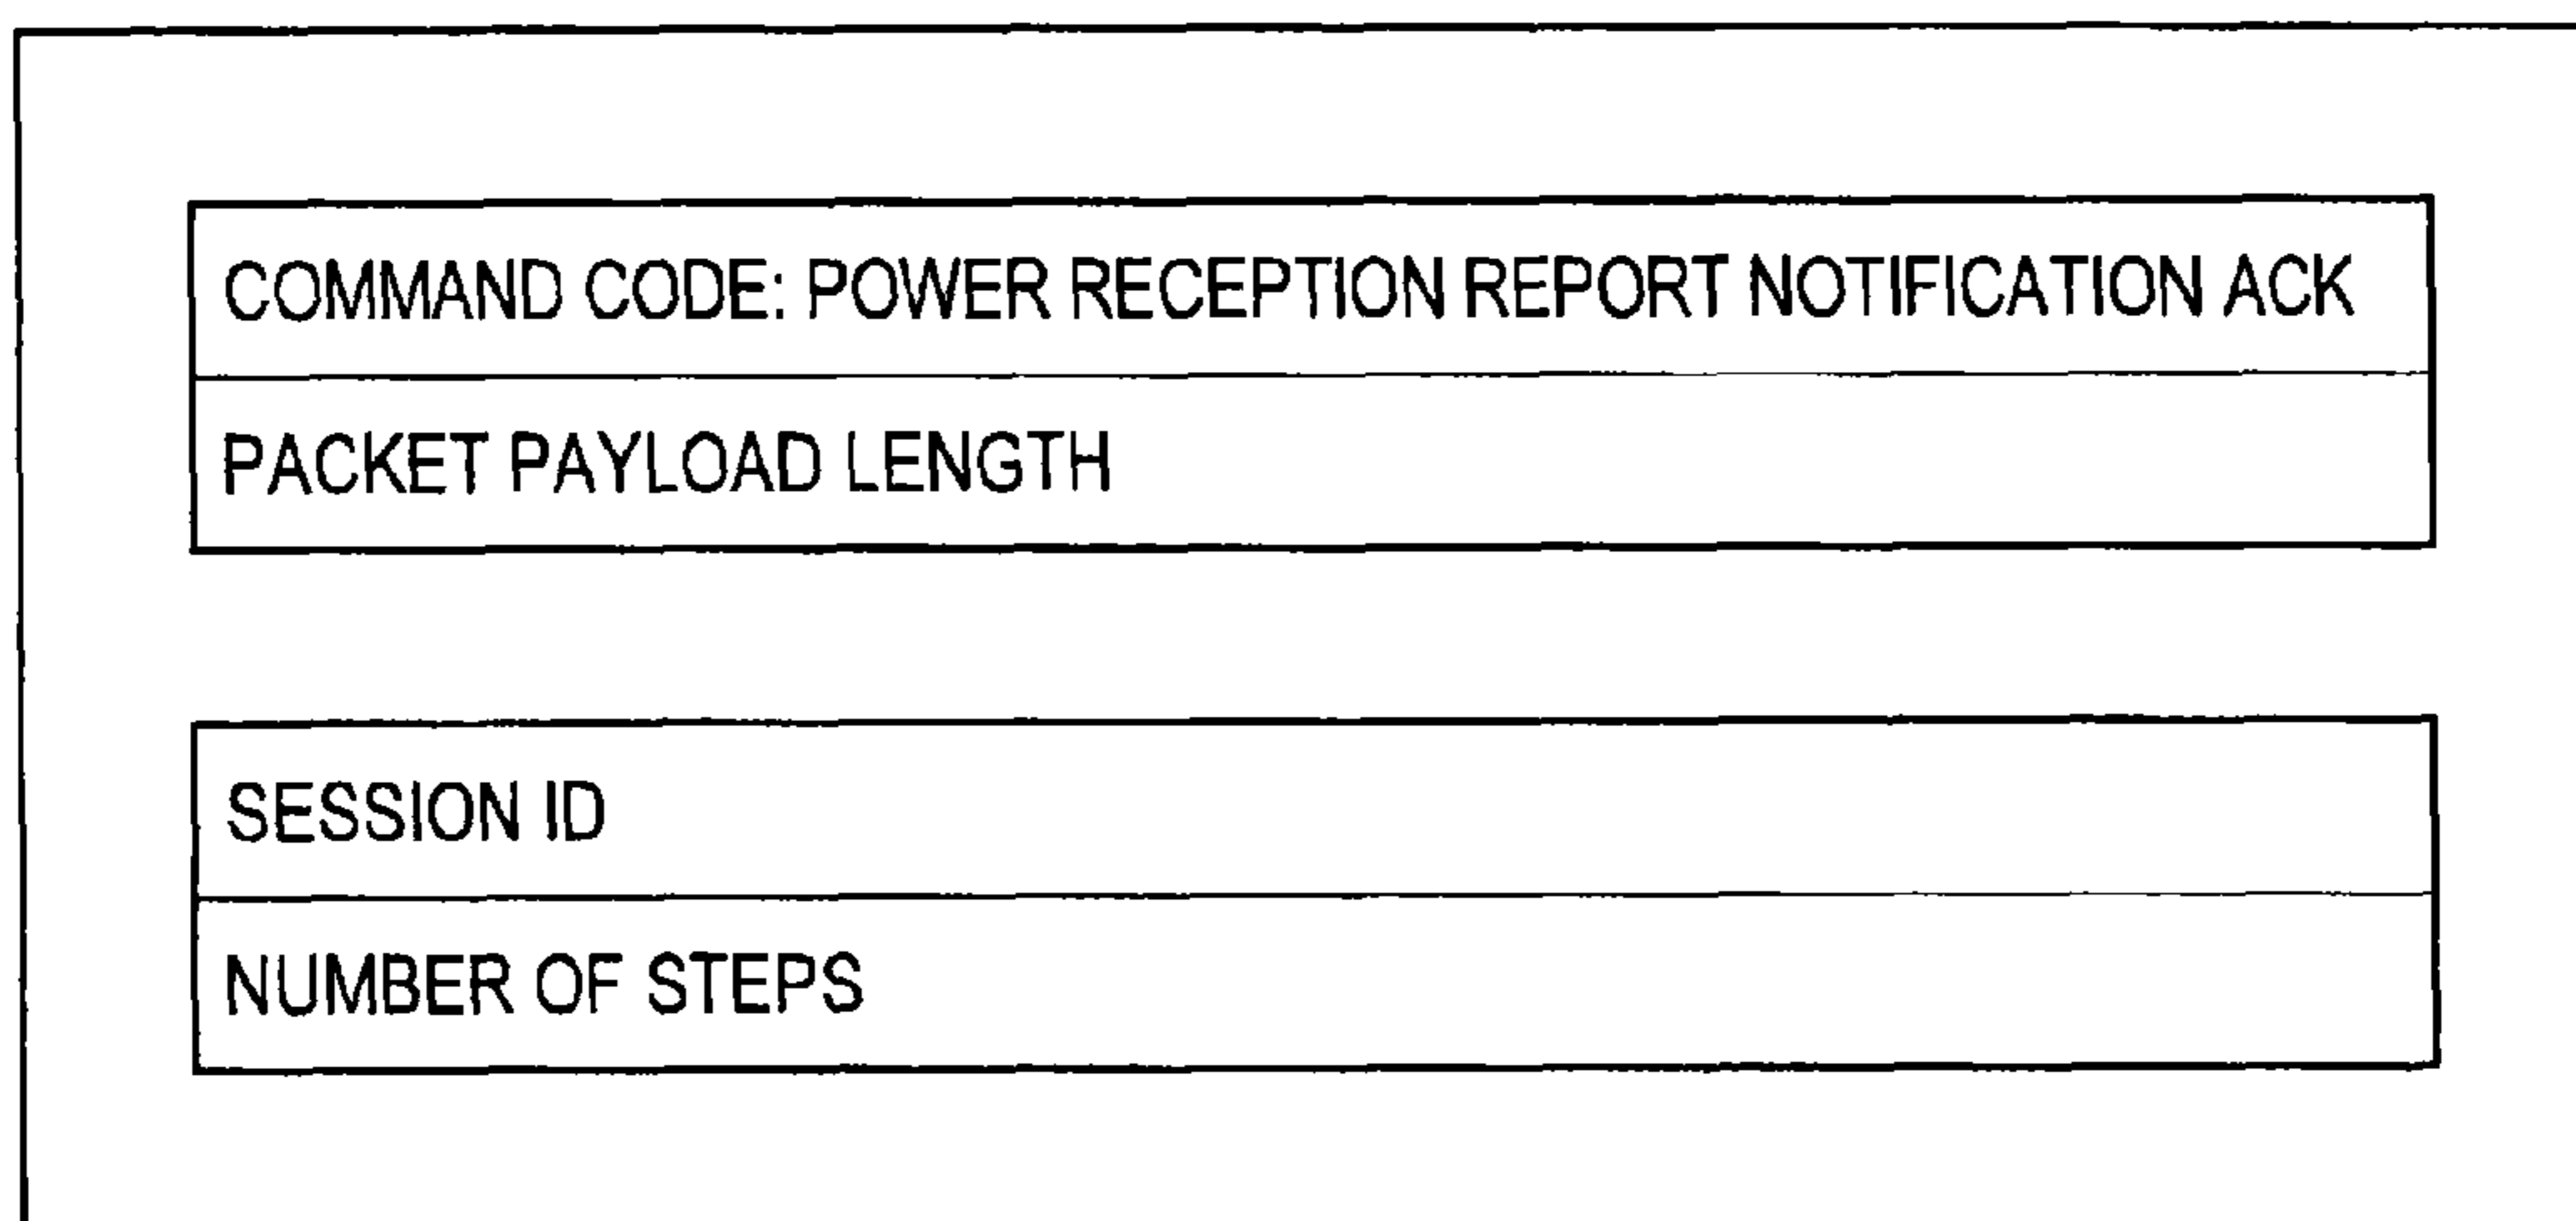 COMMAND CODE: POWER RECEPTION REPORT NOTIFICATION ACK
PACKET PAYLOAD LENGTH
SESSION ID
NUMBER OF STEPS